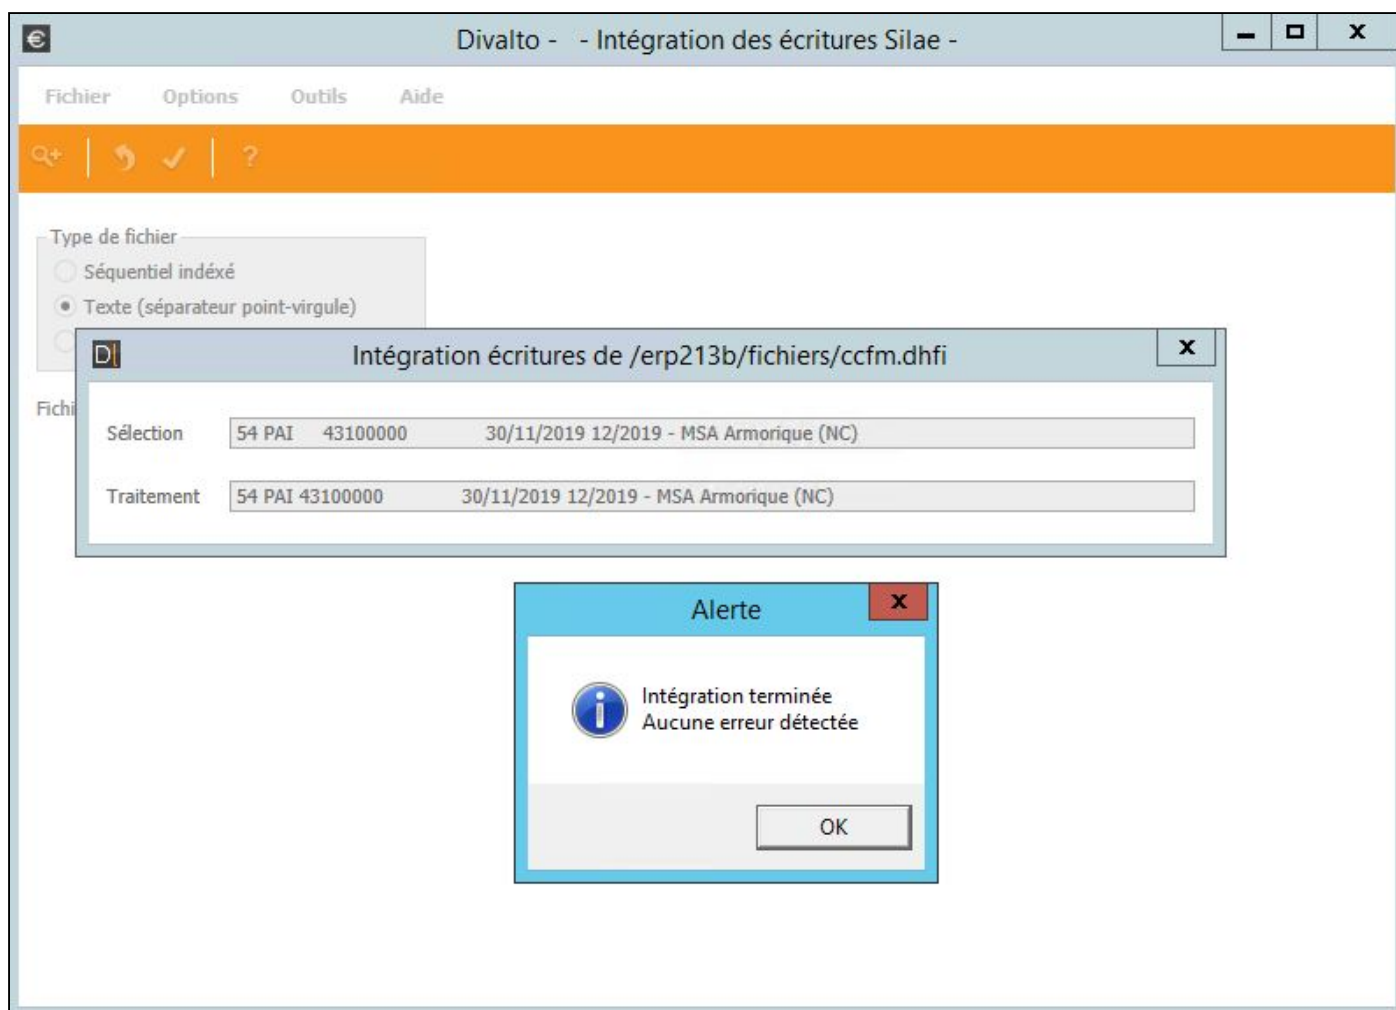 Divalto - - Intégration des écritures Silae -
Fichier Options Outils Aide
Type de fichier
Séquentiel indéxé
Texte (séparateur point-virgule)
Intégration écritures de /erp213b/fichiers/ccfm.dhfi
Fichi
Sélection 54 PAI 43100000 30/11/2019 12/2019 - MSA Armorique (NC)
Traitement 54 PAI 43100000 30/11/2019 12/2019 - MSA Armorique (NC)
Alerte
Intégration terminée
Aucune erreur détectée
OK